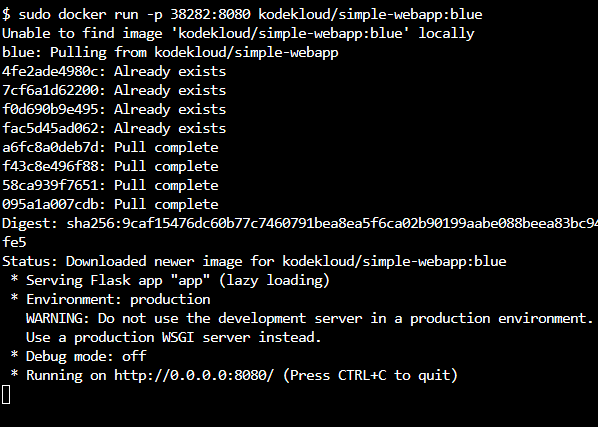 $ sudo docker run -p 38282:8080 kodekloud/simple-webapp:blue
Unable to find image 'kodekloud/simple-webapp:blue' locally
blue: Pulling from kodekloud/simple-webapp
4fe2ade4980c: Already exists
7cf6a1d62200: Already exists
f0d690b9e495: Already exists
fac5d45ad062: Already exists
a6fc8a0deb7d: Pull complete
f43c8e496f88: Pull complete
58ca939f7651: Pull complete
095a1a007cdb: Pull complete
Digest: sha256:9caf15476dc60b77c7460791bea8ea5f6ca02b90199aabe088beea83bc94
fe5
Status: Downloaded newer image for kodekloud/simple-webapp:blue
 * Serving Flask app "app" (lazy loading)
 * Environment: production
   WARNING: Do not use the development server in a production environment.
   Use a production WSGI server instead.
 * Debug mode: off
 * Running on http://0.0.0.0:8080/ (Press CTRL+C to quit)